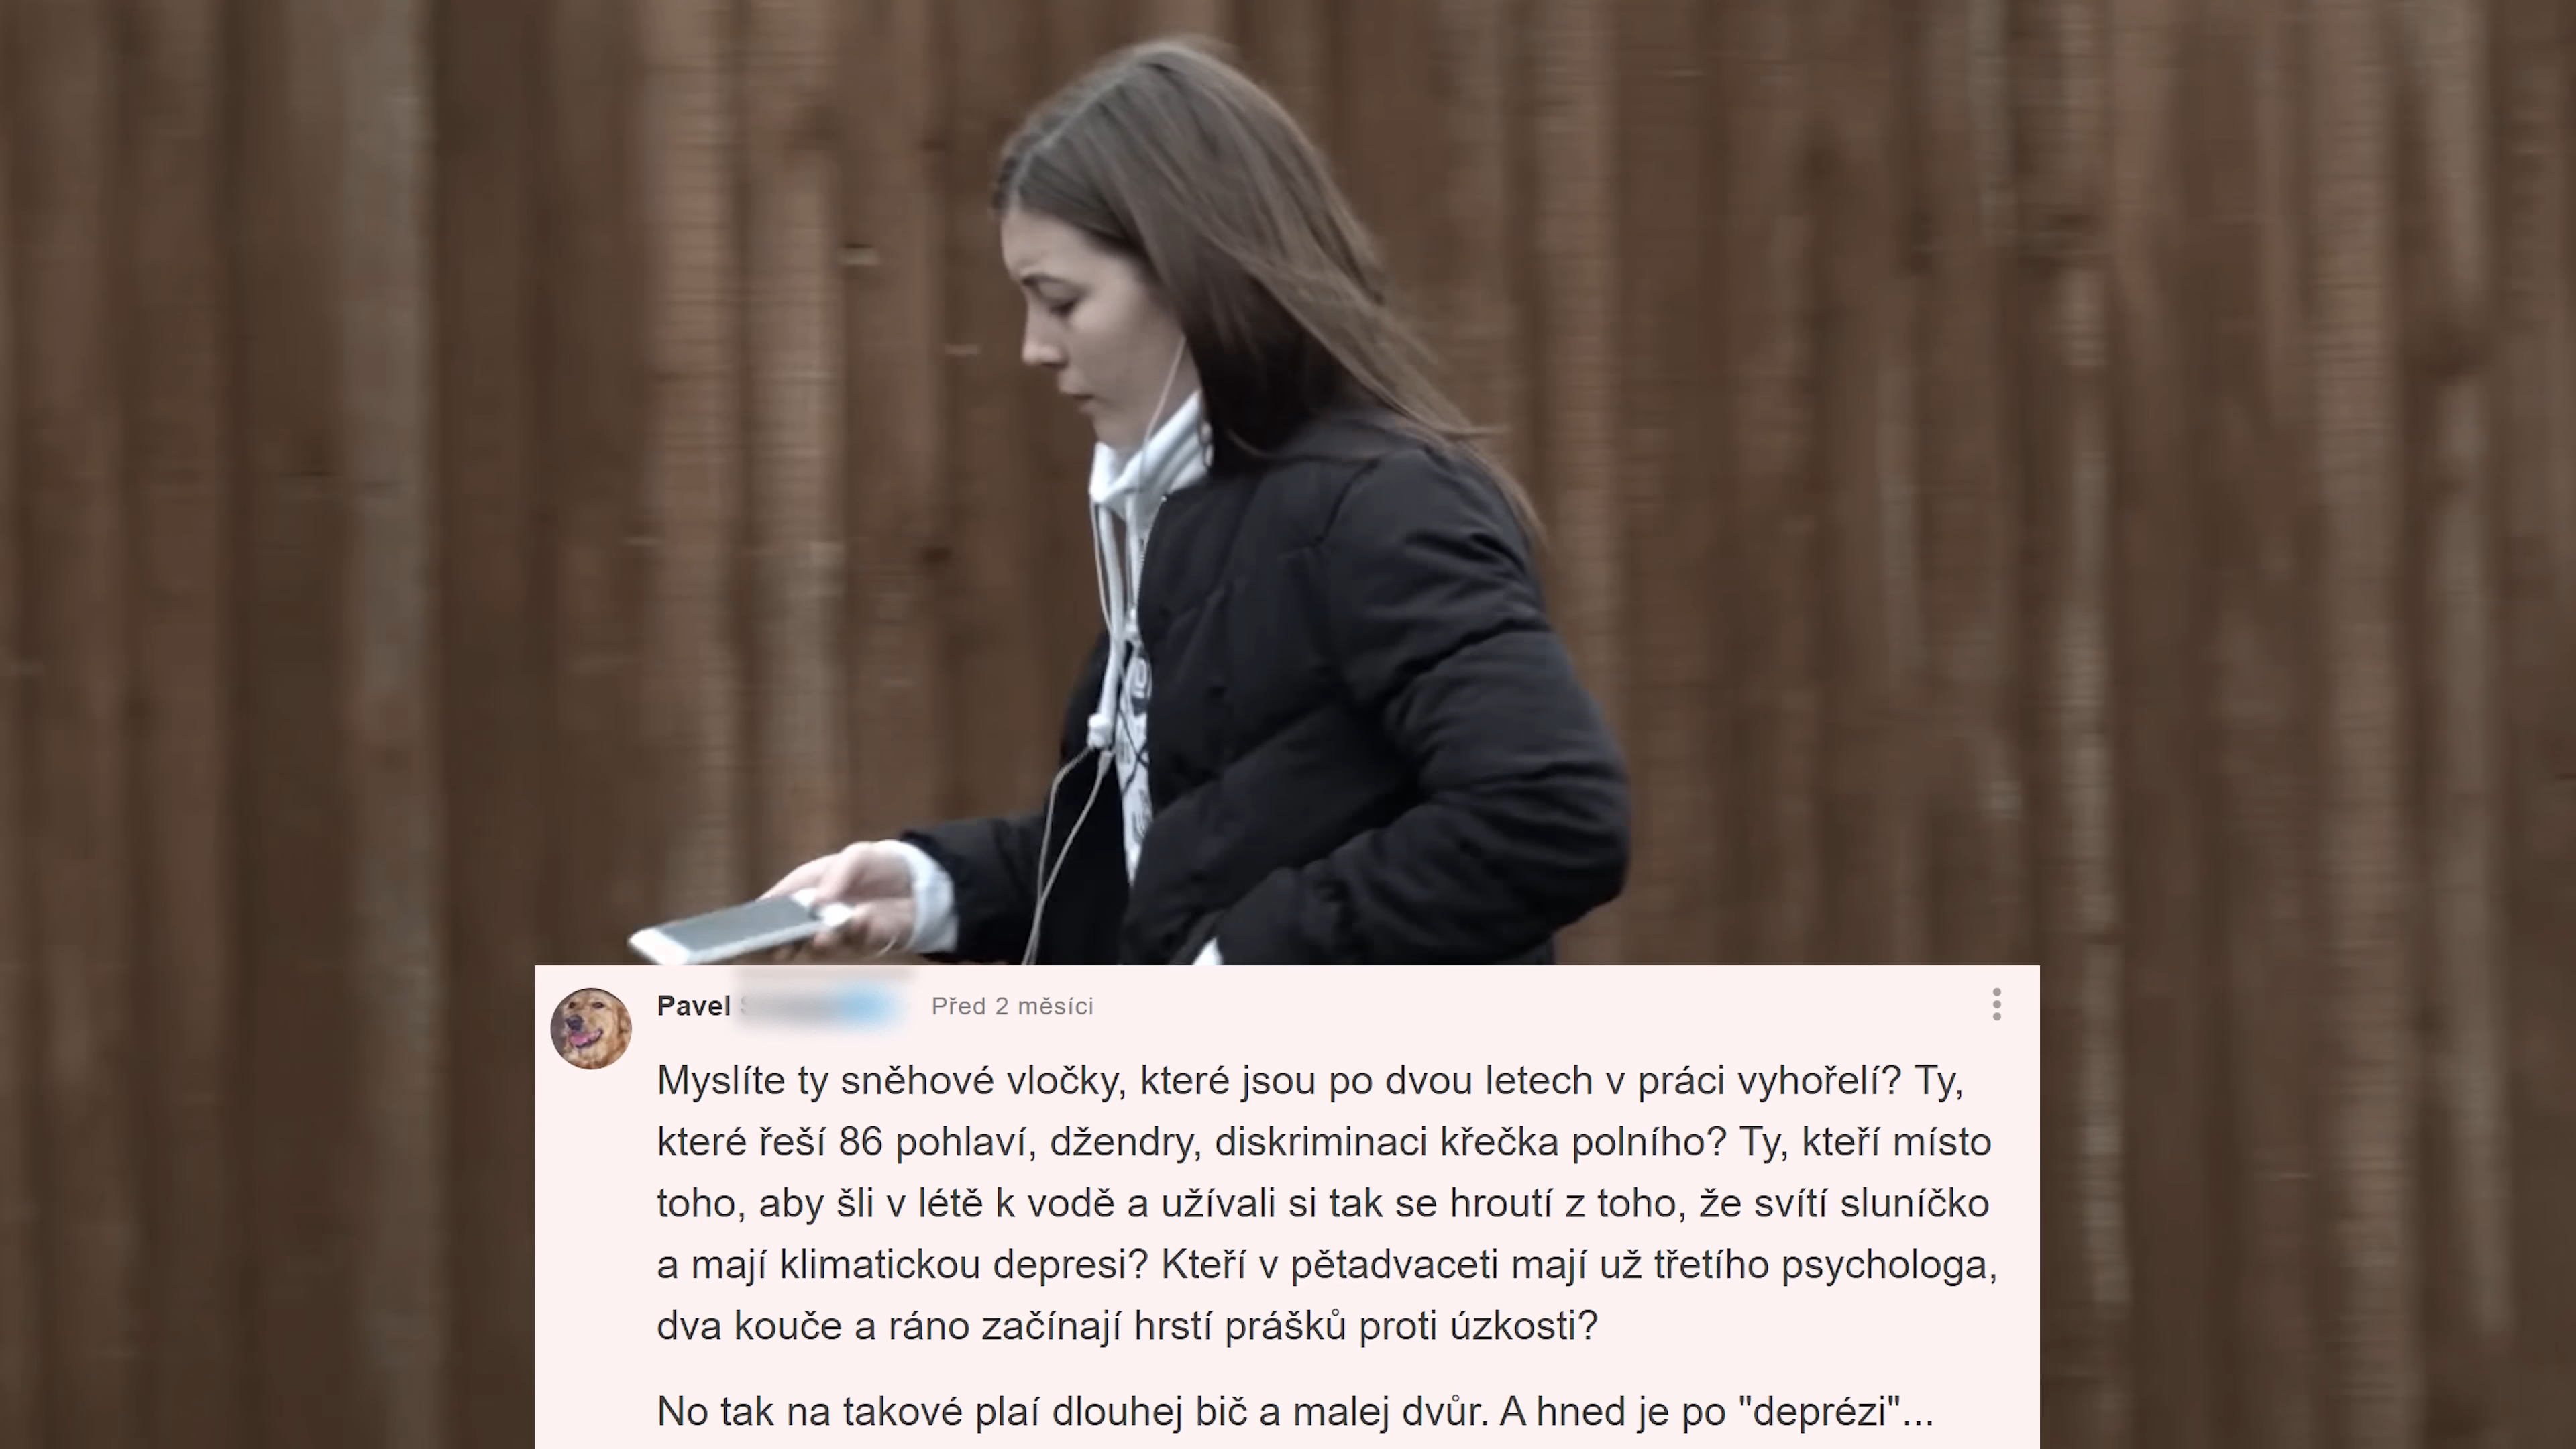 Pavel
Před 2 měsíci
Myslíte ty sněhové vločky, které jsou po dvou letech v práci vyhořelí? Ty,
které řeší 86 pohlaví, džendry, diskriminaci křečka polního? Ty, kteří místo
toho, aby šli v létě k vodě a užívali si tak se hroutí z toho, že svítí sluníčko
a mají klimatickou depresi? Kteří v pětadvaceti mají už třetího psychologa,
dva kouče a ráno začínají hrstí prášků proti úzkosti?
No tak na takové plaí dlouhej bič a malej dvůr. A hned je po "deprézi"...